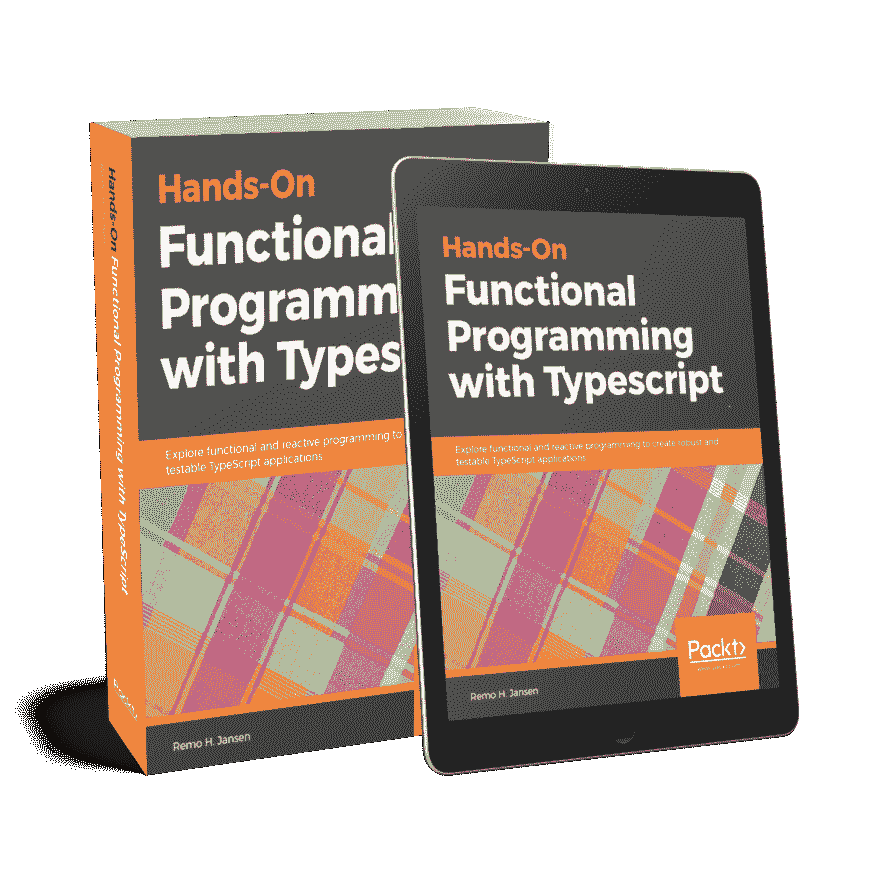 Hands-On Functional Programming with TypeScript
Hands-On
Functional
Programm
with Types
Explore functional and reactive programming to
testable TypeScript applications
Remo H. Jansen
Hands-On
Functional
Programming
with Typescript
Explore functional and reactive programming to create robust and
testable TypeScript applications
Packt>
Remo H. Jansen